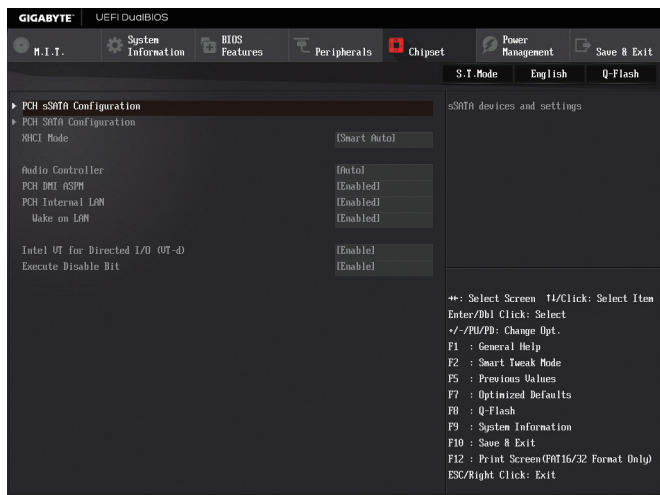 GIGABYTE™ UEFI DualBIOS
M.I.T. System Information BIOS Features Peripherals Chipset Power Management Save & Exit
S.T.Mode English Q-Flash
PCH sSATA Configuration
PCH SATA Configuration
XHCI Mode [Smart Auto]
Audio Controller [Auto]
PCH DMI ASPM [Enabled]
PCH Internal LAN [Enabled]
Wake on LAN [Enabled]
Intel VT for Directed I/O (VT-d) [Enable]
Execute Disable Bit [Enable]
sSATA devices and settings
→←: Select Screen ↑↓/Click: Select Item
Enter/Dbl Click: Select
+/-/PU/PD: Change Opt.
F1 : General Help
F2 : Smart Tweak Mode
F5 : Previous Values
F7 : Optimized Defaults
F8 : Q-Flash
F9 : System Information
F10 : Save & Exit
F12 : Print Screen(FAT16/32 Format Only)
ESC/Right Click: Exit